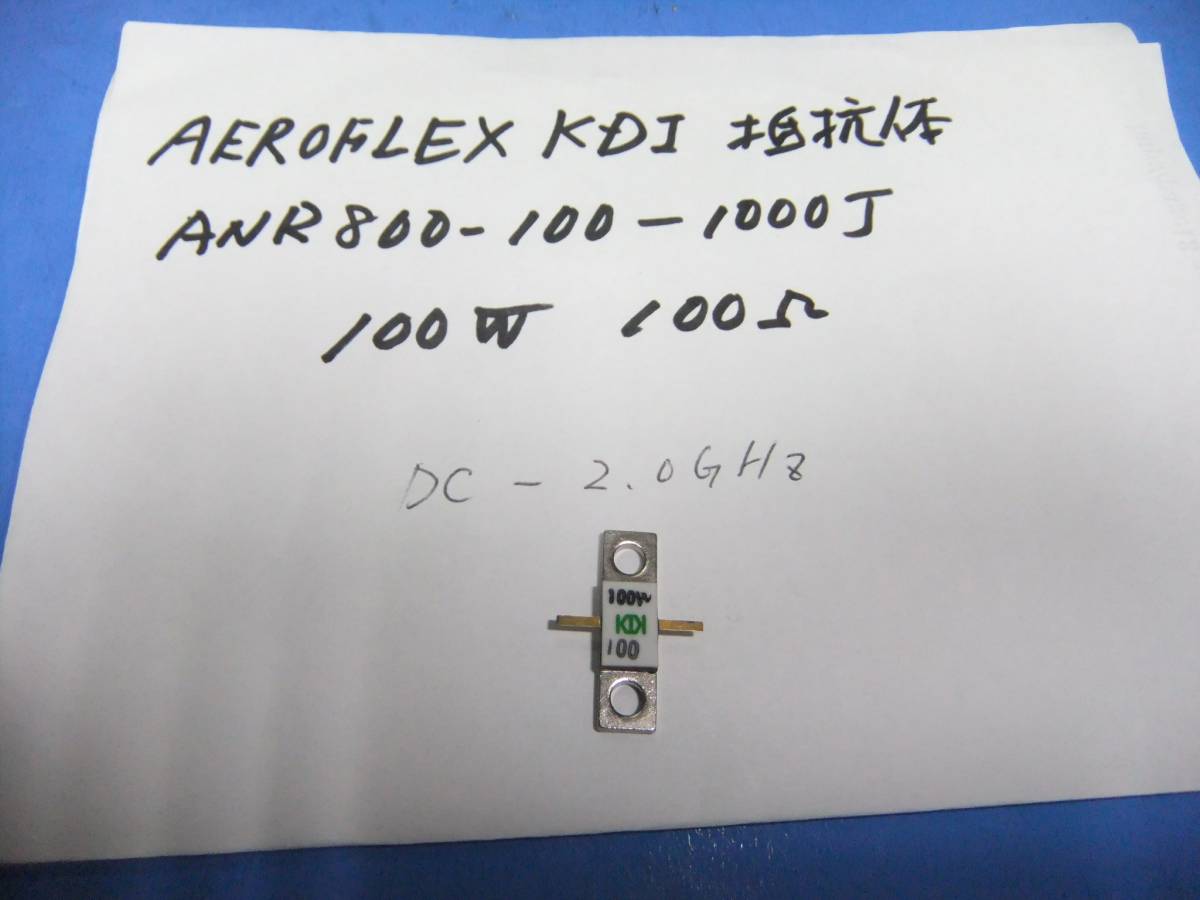 AEROFLEX KDI 抵抗体
ANR800-100-1000J
100W 100Ω
DC - 2.0GHz
100W
KDI
100